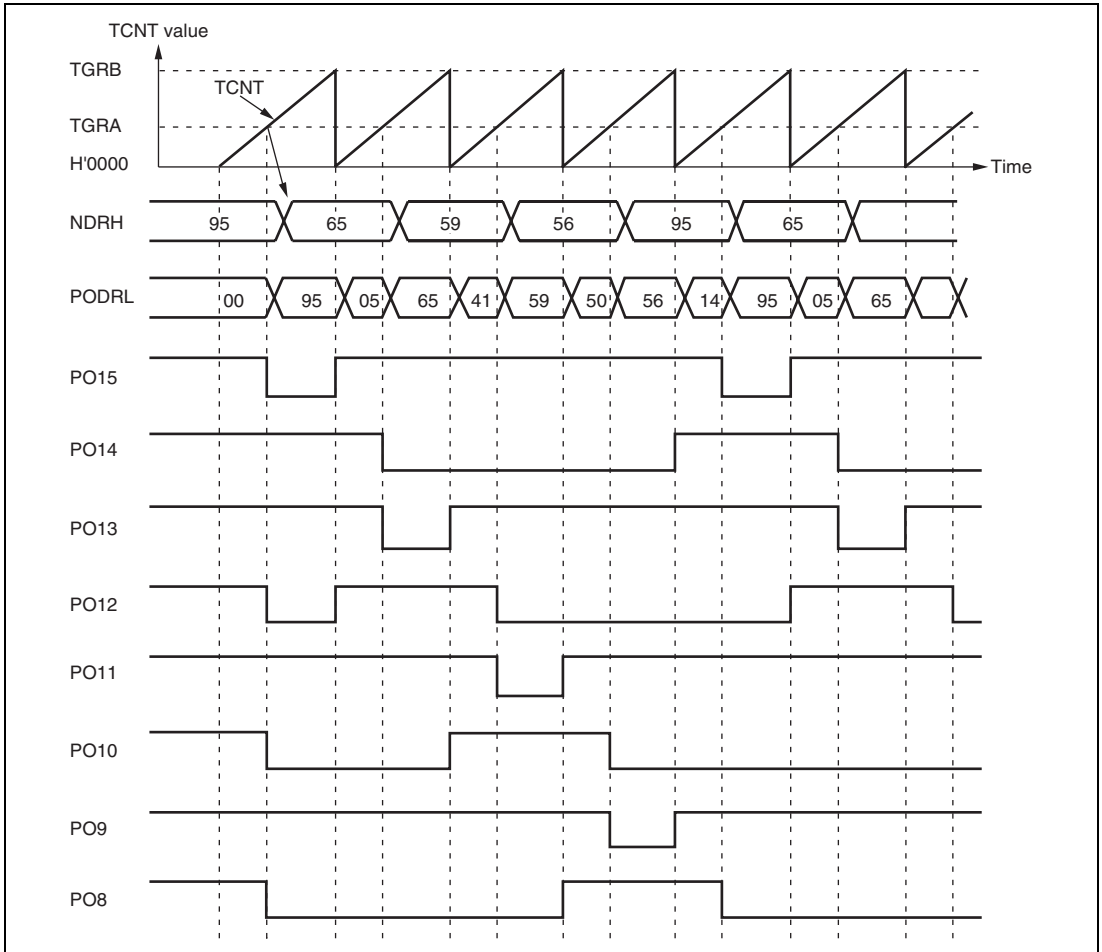 TCNT value
TGRB
TCNT
TGRA
H'0000
Time
NDRH 95 65 59 56 95 65
PODRL 00 95 05 65 41 59 50 56 14 95 05 65
PO15
PO14
PO13
PO12
PO11
PO10
PO9
PO8